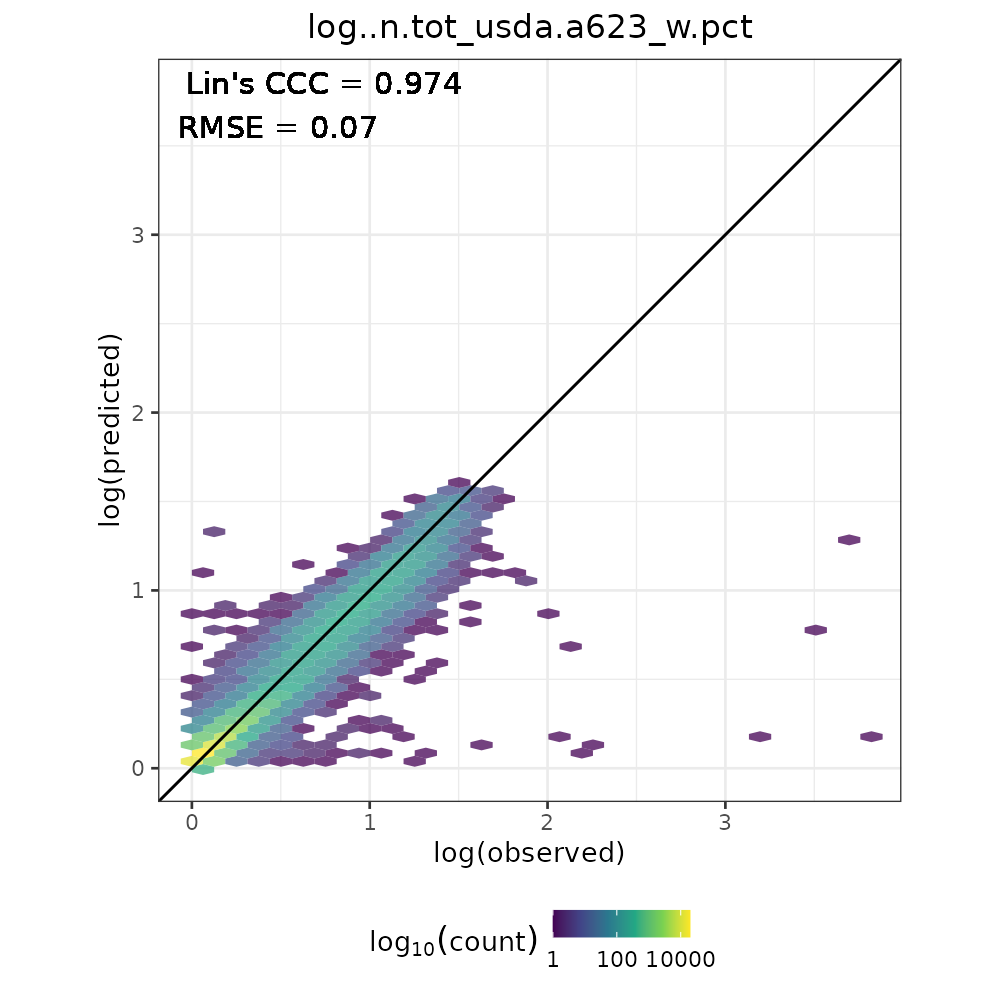 log..n.tot_usda.a623_w.pct
Lin's CCC = 0.974
RMSE = 0.07
3
2
1
0
log(predicted)
0 1 2 3
log(observed)
log₁₀(count)
1 100 10000